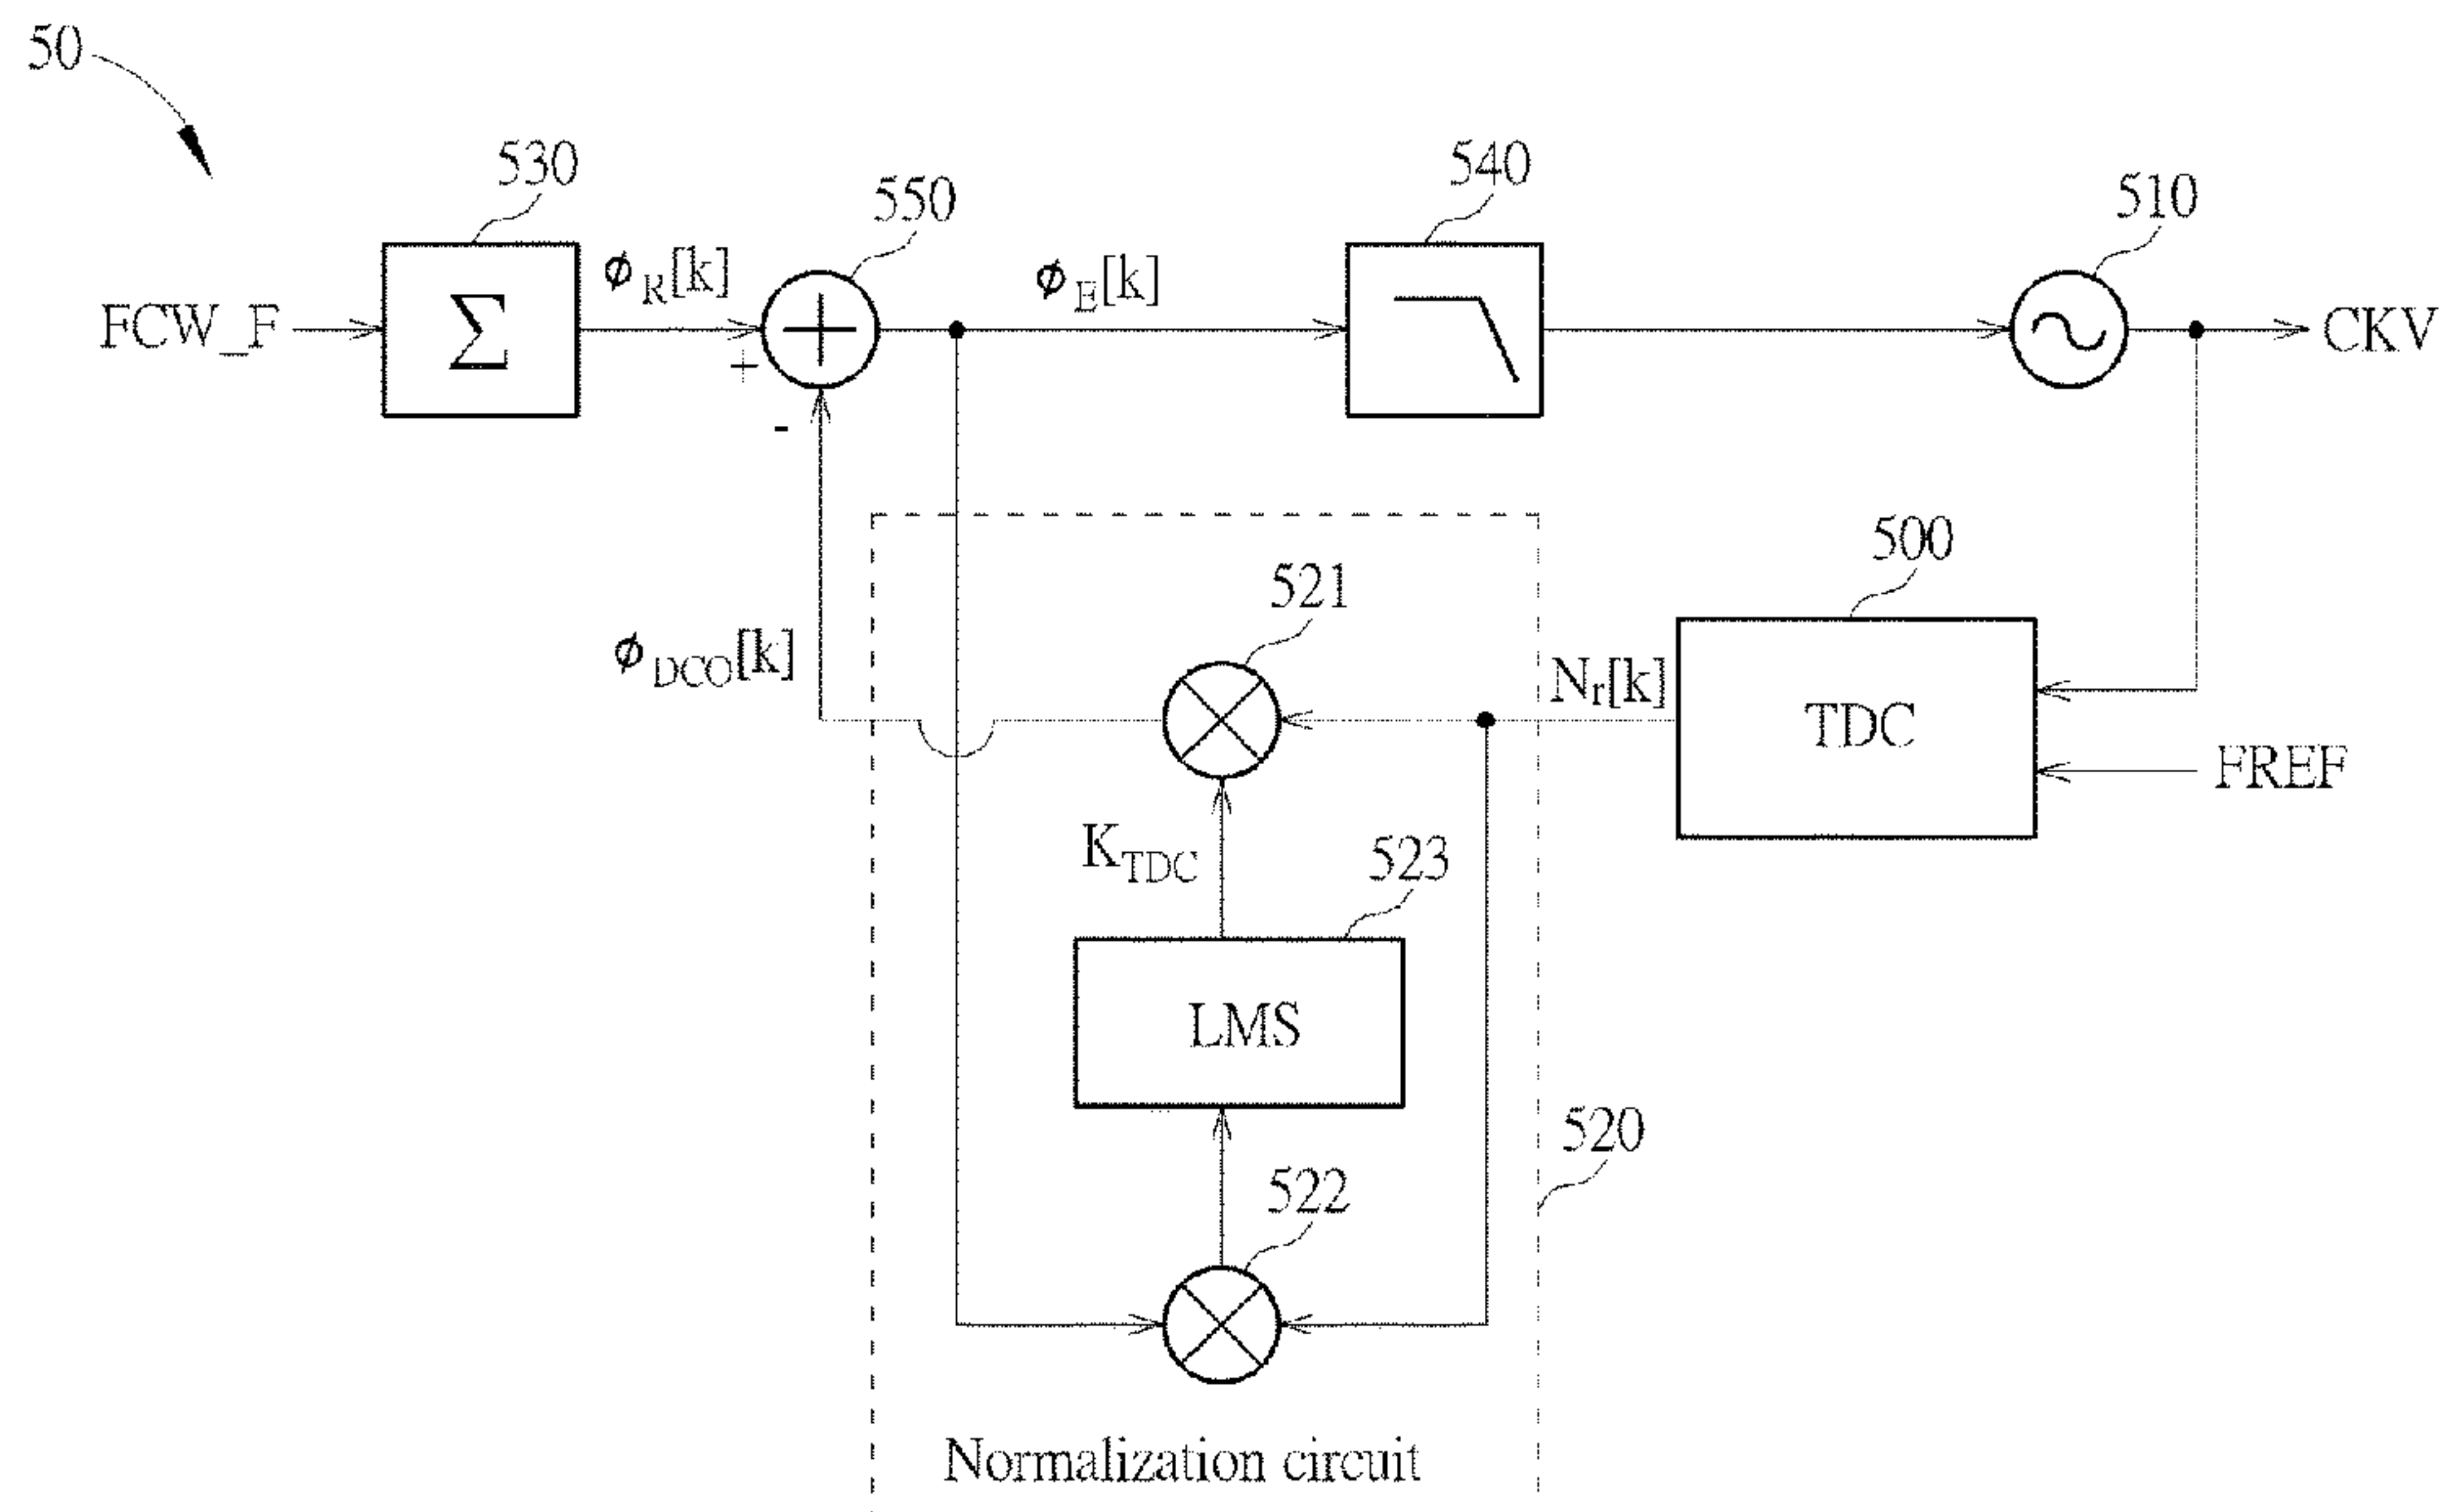 50
530
550
540
510
ϕR[k]
ϕE[k]
FCW_F
Σ
+
CKV
+
-
500
521
ϕDCO[k]
Nr[k]
TDC
FREF
KTDC
523
LMS
520
522
Normalization circuit